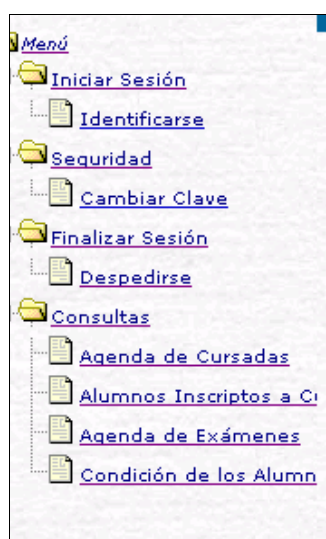 Menú
Iniciar Sesión
Identificarse
Seguridad
Cambiar Clave
Finalizar Sesión
Despedirse
Consultas
Agenda de Cursadas
Alumnos Inscriptos a
Agenda de Exámenes
Condición de los